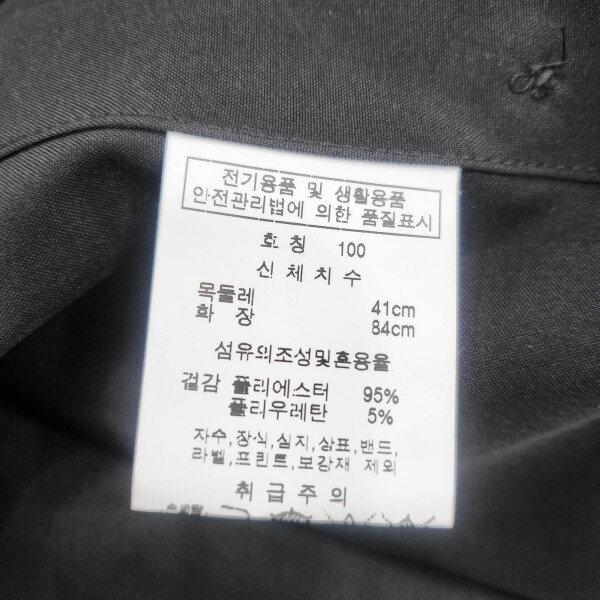 전기용품 및 생활용품
안전관리법에 의한 품질표시
호 칭 100
신 체 치 수
목둘레 41cm
화 장 84cm
섬유의조성및혼용율
겉감 폴리에스터 95%
폴리우레탄 5%
자수,장식,심지,상표,밴드,
라벨,프린트,보강재 제외
취 급 주 의